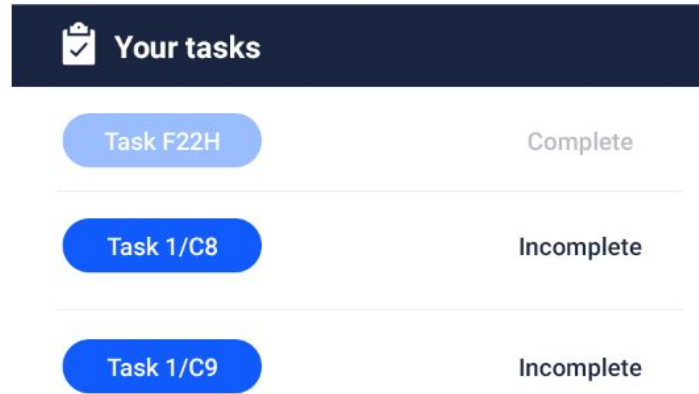 Your tasks
Task F22H Complete
Task 1/C8 Incomplete
Task 1/C9 Incomplete